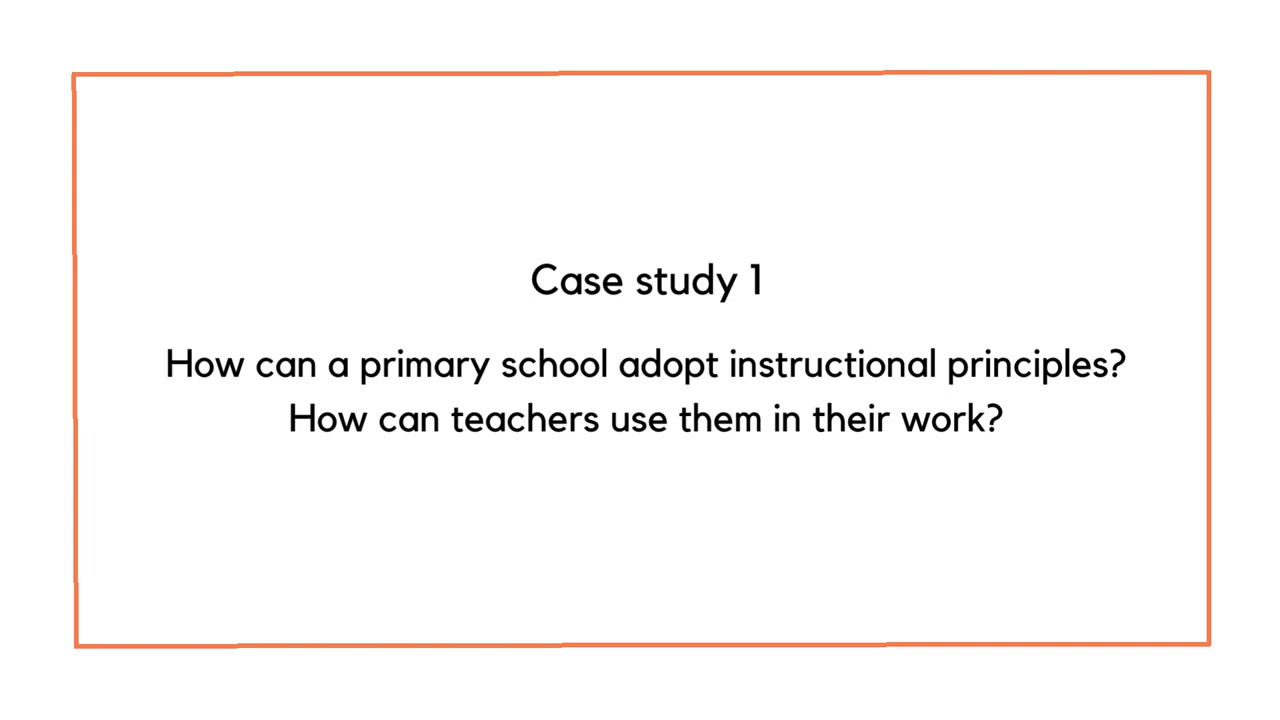 Case study 1
How can a primary school adopt instructional principles?
How can teachers use them in their work?